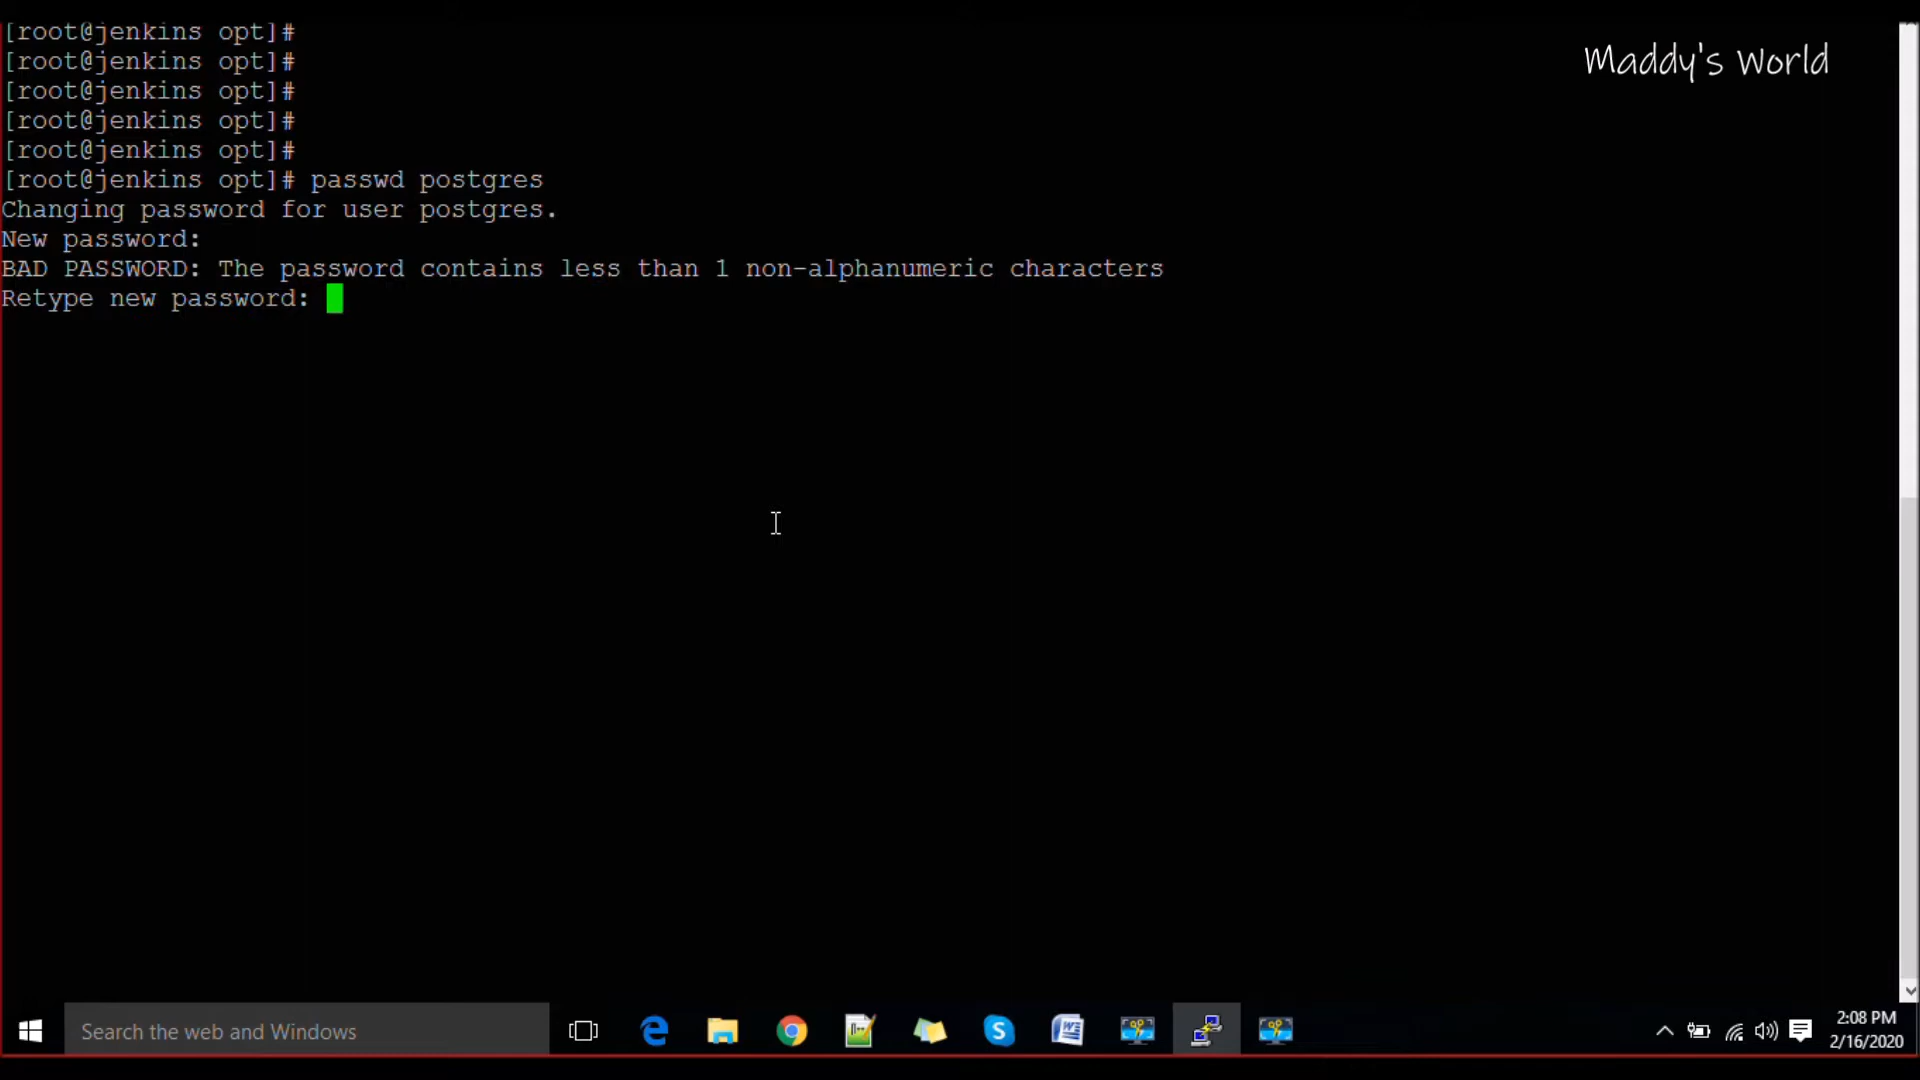 [root@jenkins opt]#
[root@jenkins opt]#
[root@jenkins opt]#
[root@jenkins opt]#
[root@jenkins opt]#
[root@jenkins opt]# passwd postgres
Changing password for user postgres.
New password:
BAD PASSWORD: The password contains less than 1 non-alphanumeric characters
Retype new password:
Maddy's World
Search the web and Windows
2:08 PM
2/16/2020